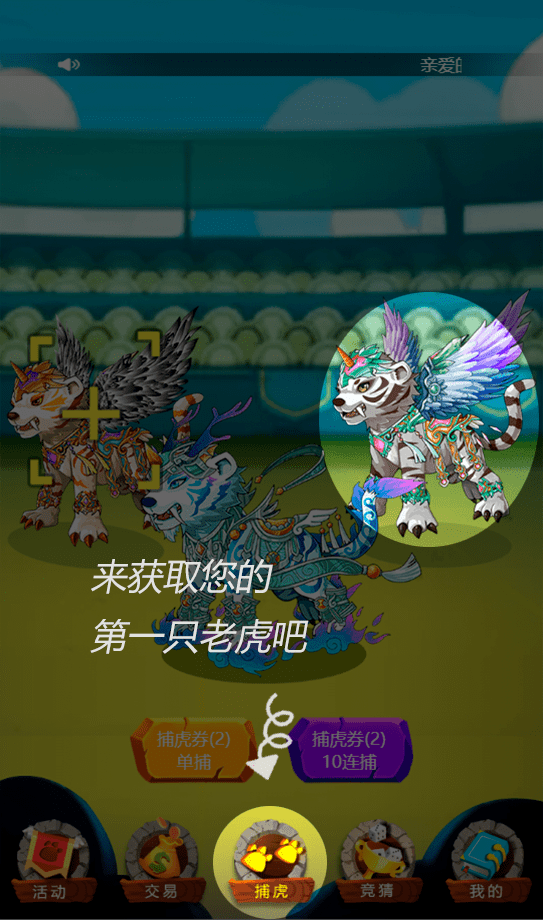 亲爱的
来获取您的
第一只老虎吧
捕虎券(2)
单捕
捕虎券(2)
10连捕
活动
交易
捕虎
竞猜
我的